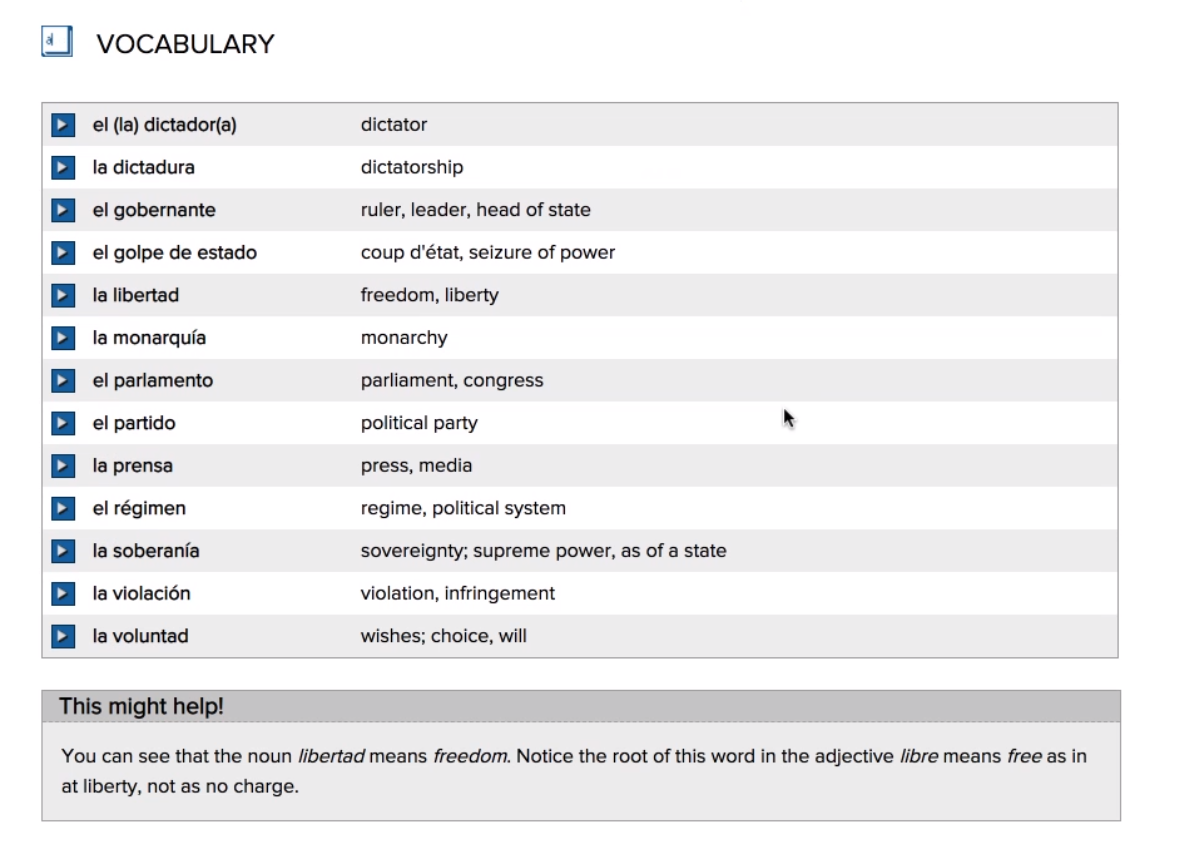 VOCABULARY
el (la) dictador(a) dictator
la dictadura dictatorship
el gobernante ruler, leader, head of state
el golpe de estado coup d'état, seizure of power
la libertad freedom, liberty
la monarquía monarchy
el parlamento parliament, congress
el partido political party
la prensa press, media
el régimen regime, political system
la soberanía sovereignty; supreme power, as of a state
la violación violation, infringement
la voluntad wishes; choice, will
This might help!
You can see that the noun libertad means freedom. Notice the root of this word in the adjective libre means free as in
at liberty, not as no charge.